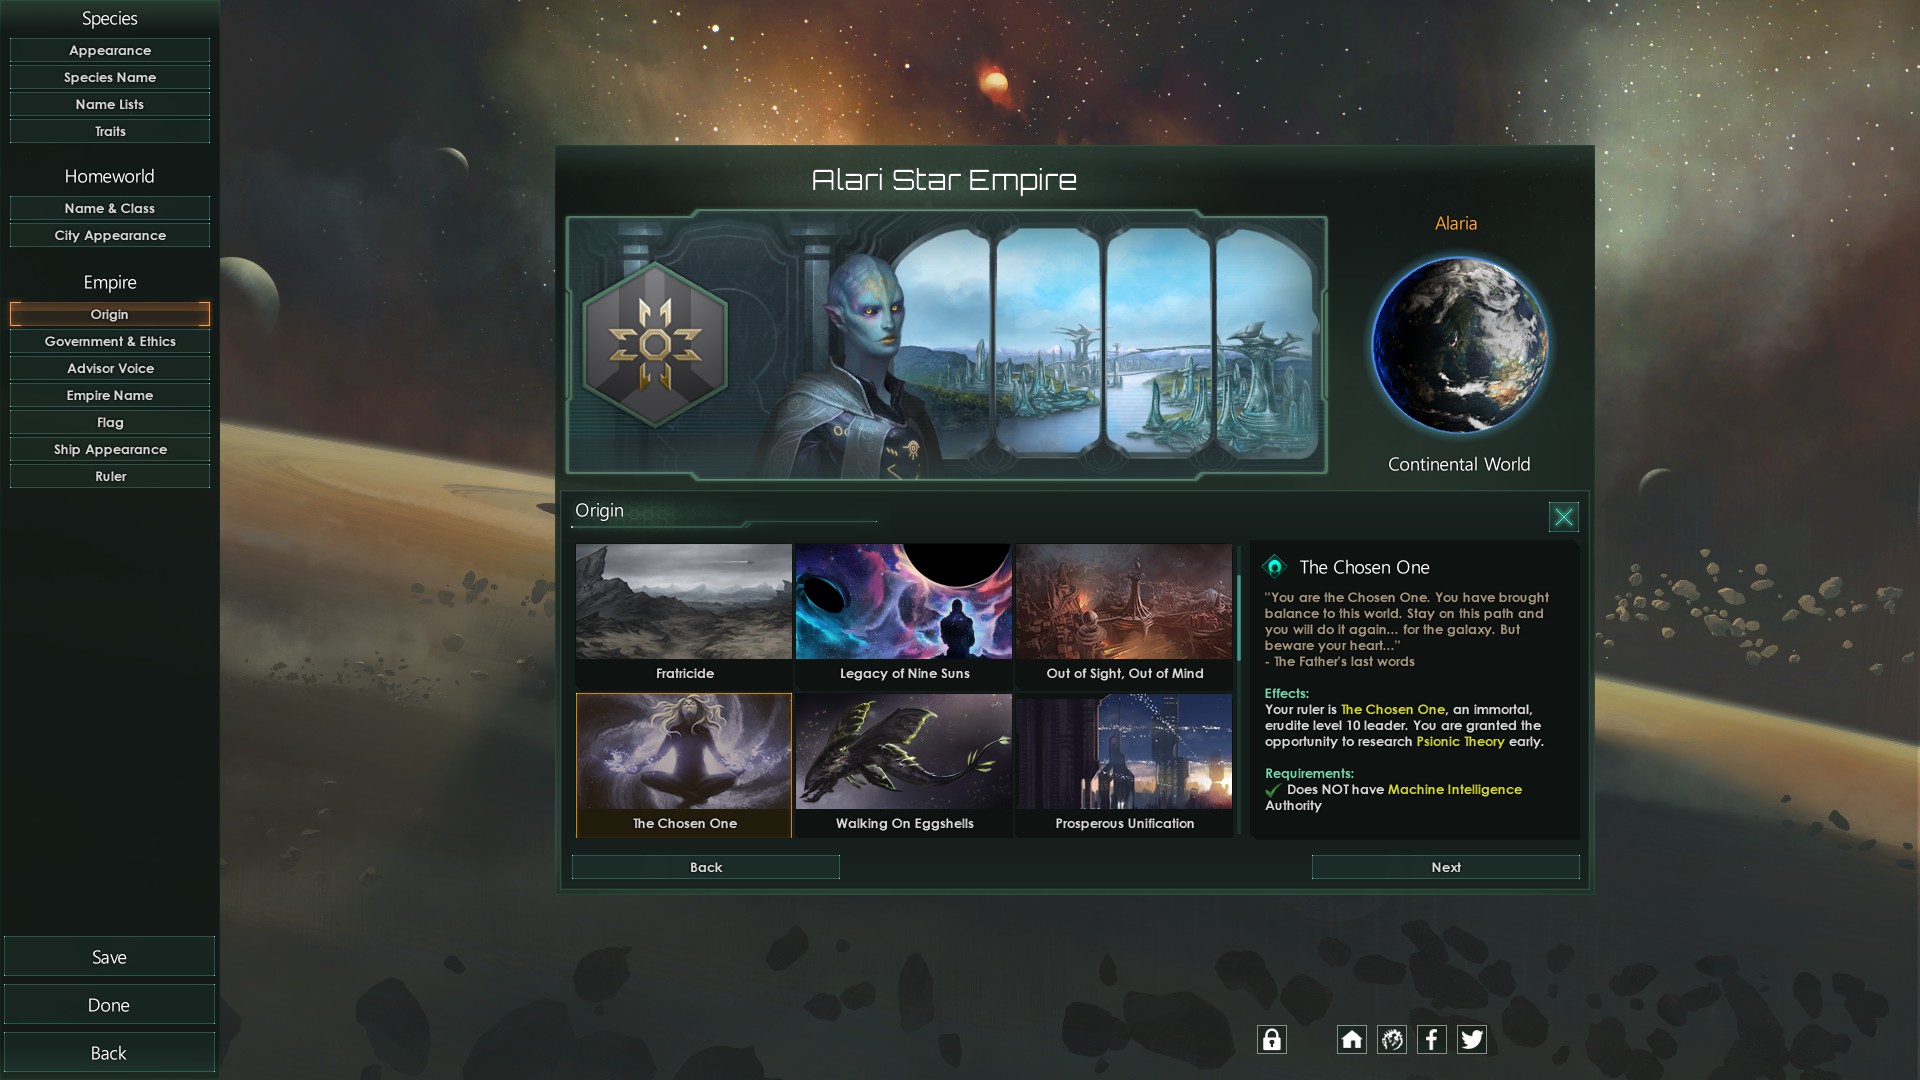 Species
Appearance
Species Name
Name Lists
Traits
Homeworld
Name & Class
City Appearance
Empire
Origin
Government & Ethics
Advisor Voice
Empire Name
Flag
Ship Appearance
Ruler
Save
Done
Back
Alari Star Empire
Alaria
Continental World
Origin
Fratricide
Legacy of Nine Suns
Out of Sight, Out of Mind
The Chosen One
Walking On Eggshells
Prosperous Unification
Back
The Chosen One
"You are the Chosen One. You have brought
balance to this world. Stay on this path and
you will do it again... for the galaxy. But
beware your heart..."
- The Father's last words
Effects:
Your ruler is The Chosen One, an immortal,
erudite level 10 leader. You are granted the
opportunity to research Psionic Theory early.
Requirements:
Does NOT have Machine Intelligence
Authority
Next